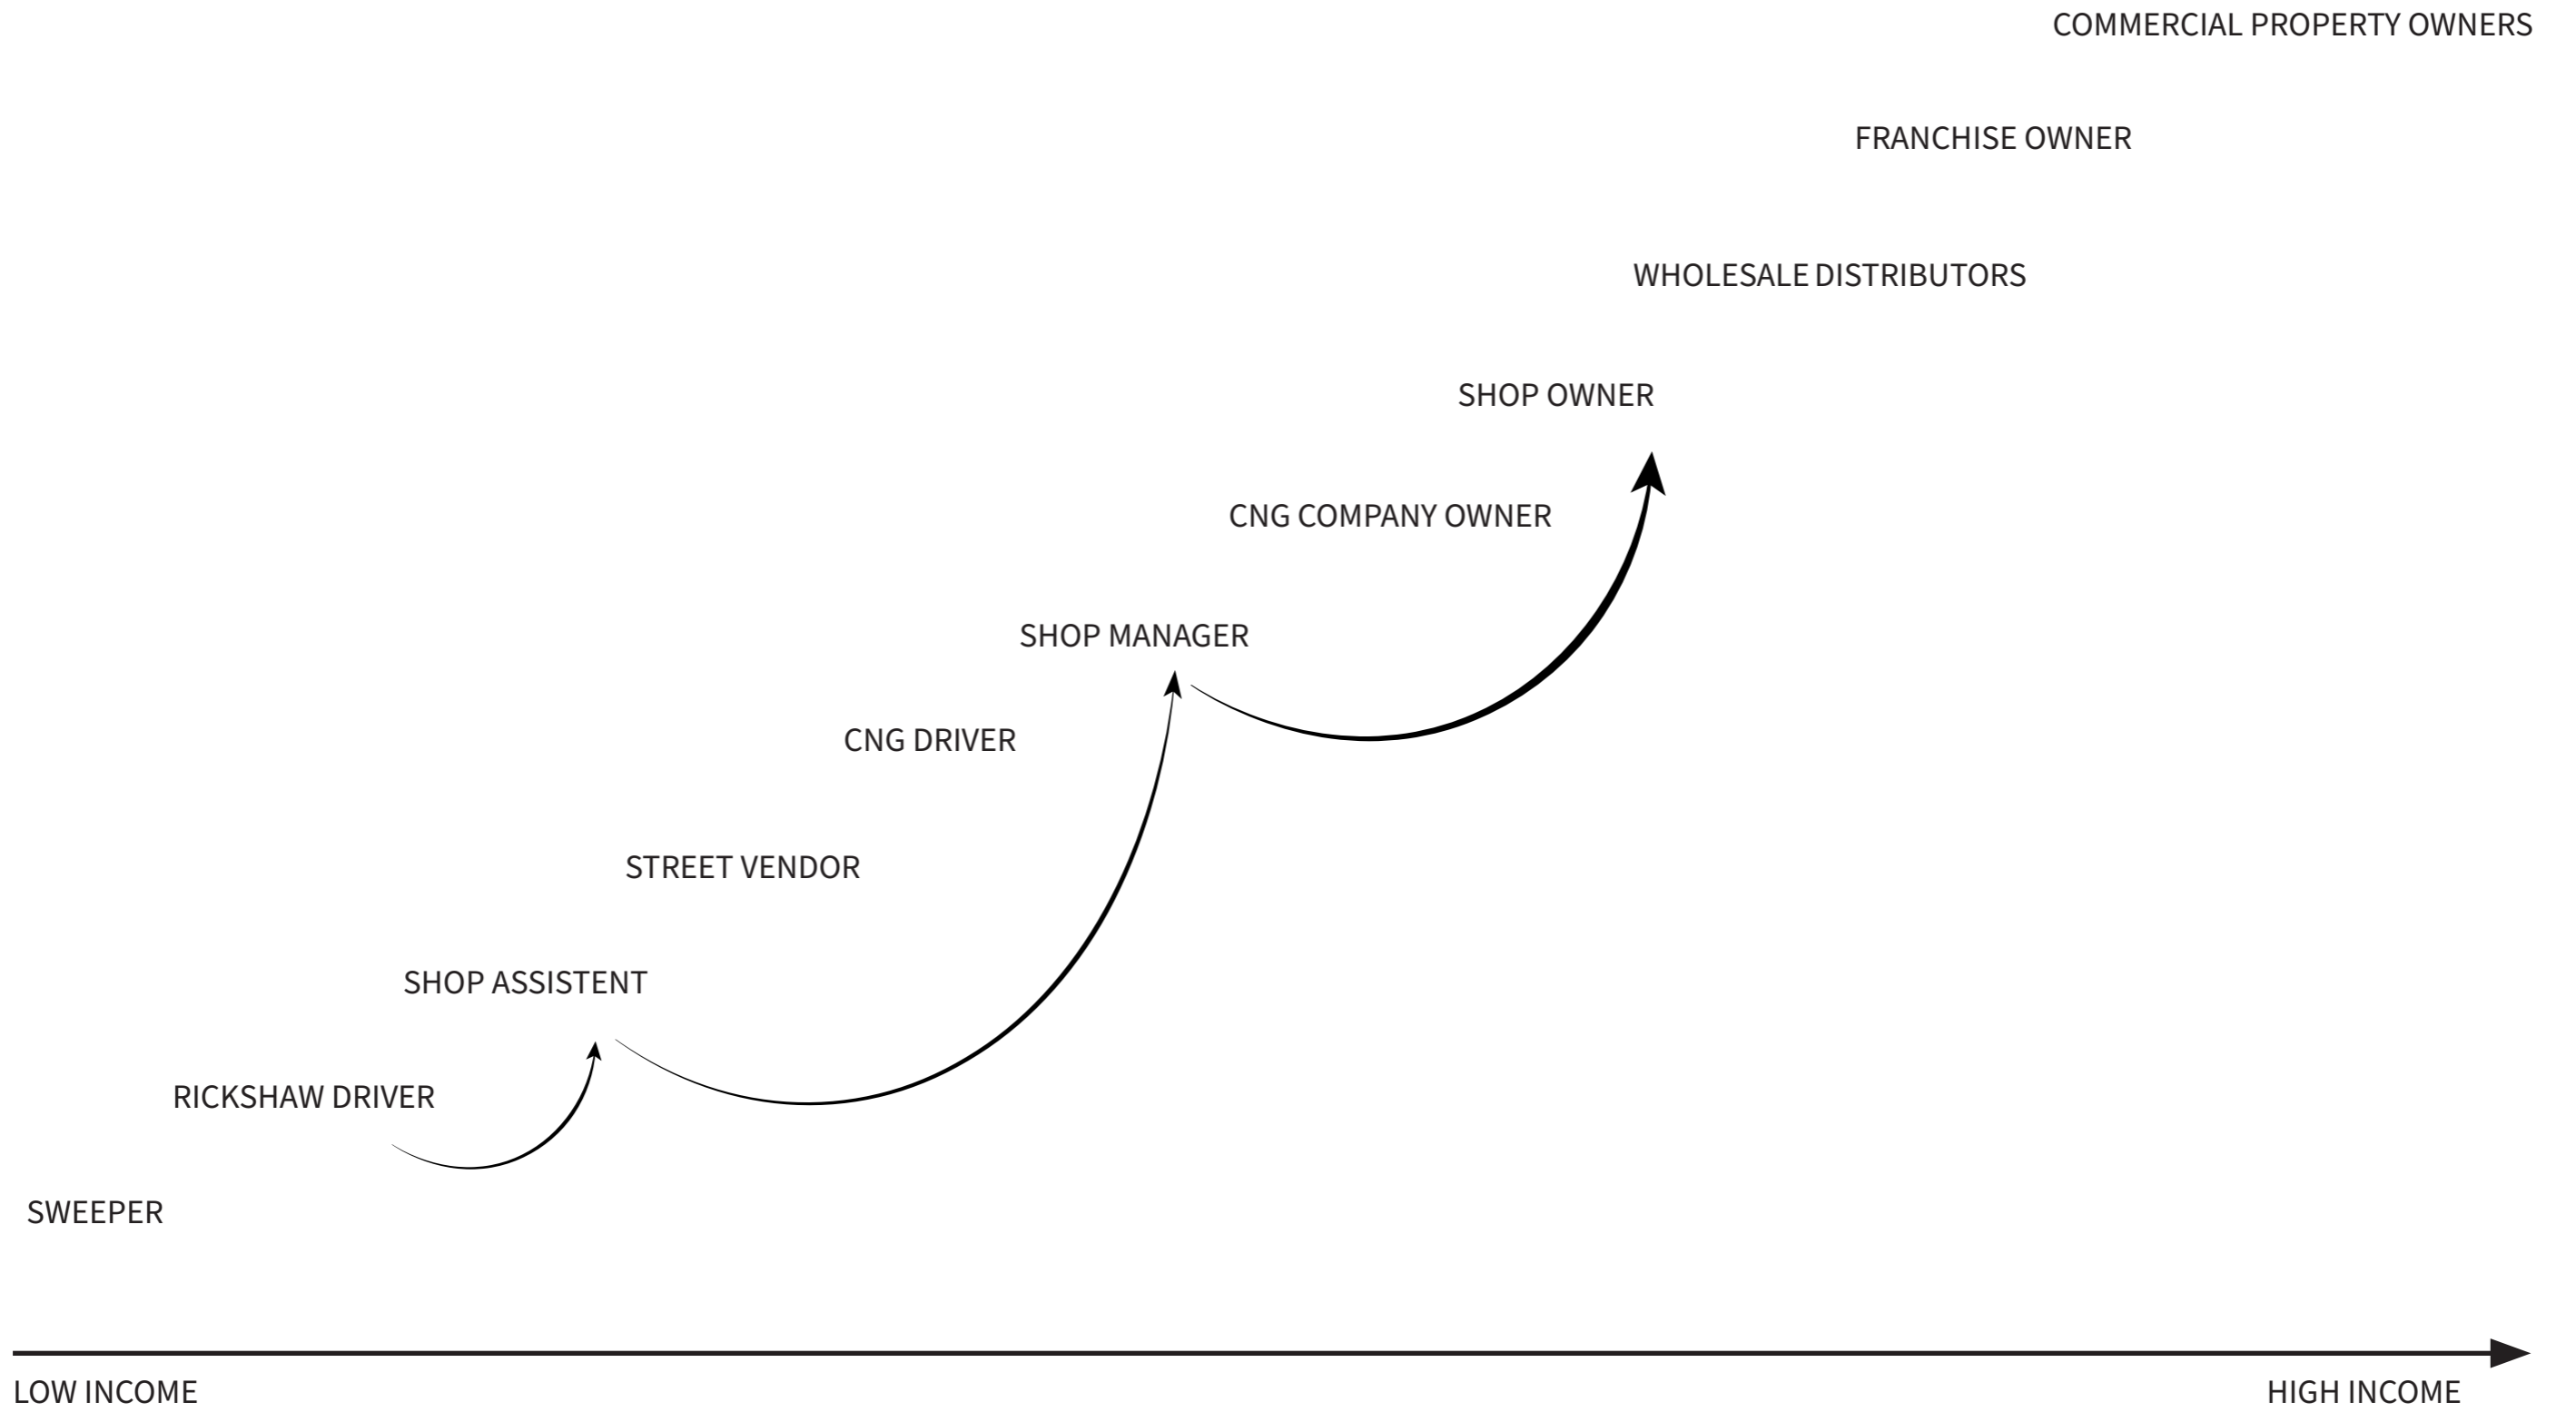 COMMERCIAL PROPERTY OWNERS
FRANCHISE OWNER
WHOLESALE DISTRIBUTORS
SHOP OWNER
CNG COMPANY OWNER
SHOP MANAGER
CNG DRIVER
STREET VENDOR
SHOP ASSISTENT
RICKSHAW DRIVER
SWEEPER
LOW INCOME
HIGH INCOME